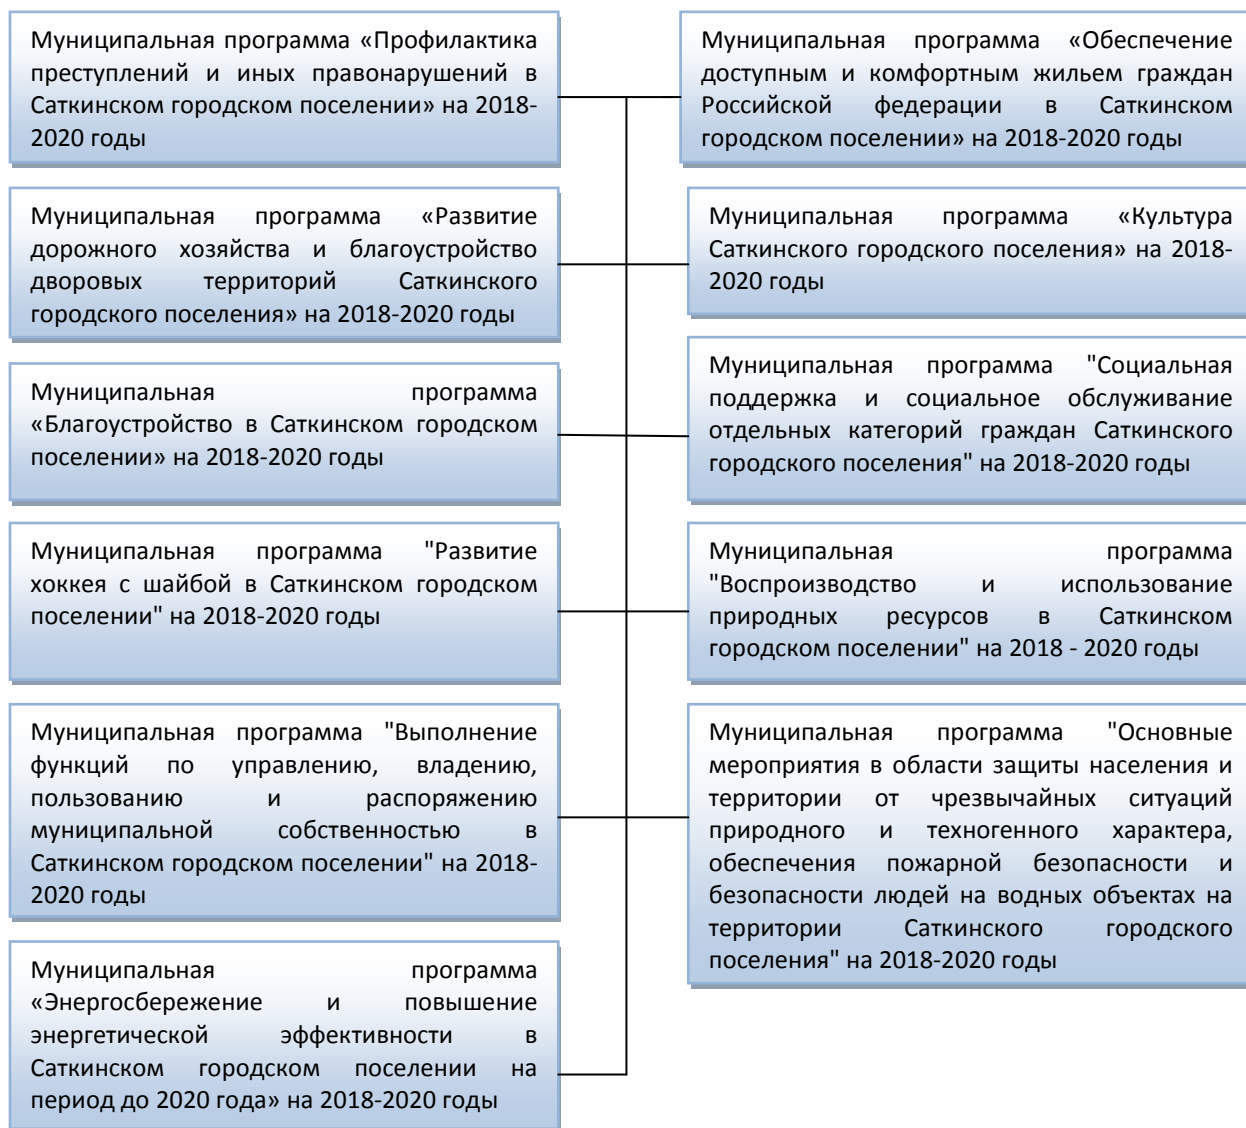 Муниципальная программа «Профилактика
преступлений и иных правонарушений в
Саткинском городском поселении» на 2018-
2020 годы
Муниципальная программа «Обеспечение
доступным и комфортным жильем граждан
Российской федерации в Саткинском
городском поселении» на 2018-2020 годы
Муниципальная программа «Развитие
дорожного хозяйства и благоустройство
дворовых территорий Саткинского
городского поселения» на 2018-2020 годы
Муниципальная программа «Культура
Саткинского городского поселения» на 2018-
2020 годы
Муниципальная программа
«Благоустройство в Саткинском городском
поселении» на 2018-2020 годы
Муниципальная программа "Социальная
поддержка и социальное обслуживание
отдельных категорий граждан Саткинского
городского поселения" на 2018-2020 годы
Муниципальная программа "Развитие
хоккея с шайбой в Саткинском городском
поселении" на 2018-2020 годы
Муниципальная программа
"Воспроизводство и использование
природных ресурсов в Саткинском
городском поселении" на 2018 - 2020 годы
Муниципальная программа "Выполнение
функций по управлению, владению,
пользованию и распоряжению
муниципальной собственностью в
Саткинском городском поселении" на 2018-
2020 годы
Муниципальная программа "Основные
мероприятия в области защиты населения и
территории от чрезвычайных ситуаций
природного и техногенного характера,
обеспечения пожарной безопасности и
безопасности людей на водных объектах на
территории Саткинского городского
поселения" на 2018-2020 годы
Муниципальная программа
«Энергосбережение и повышение
энергетической эффективности в
Саткинском городском поселении на
период до 2020 года» на 2018-2020 годы